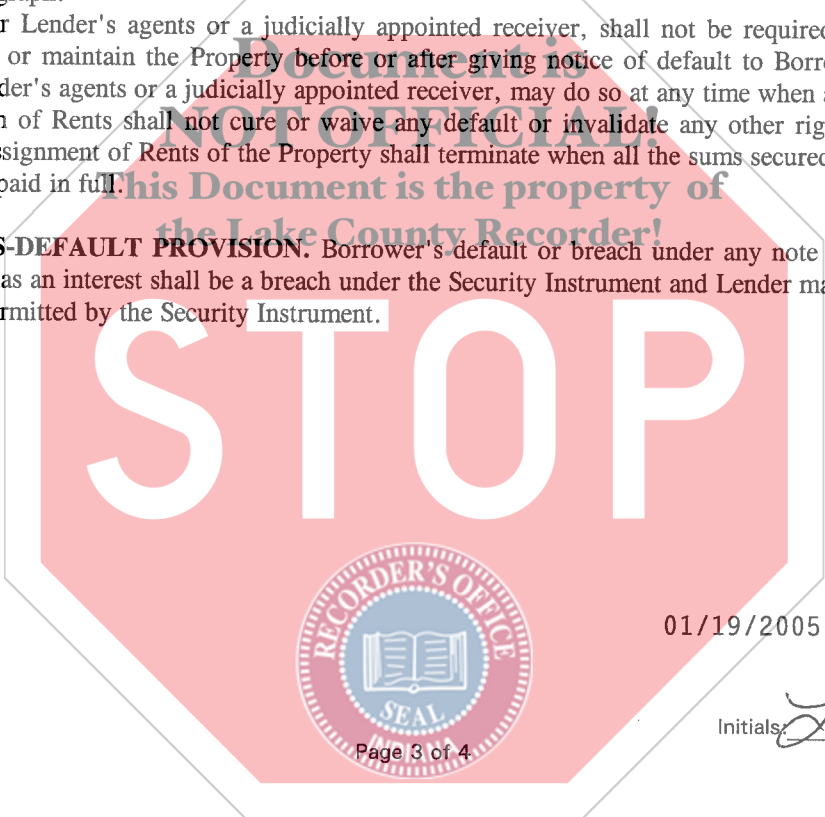 r Lender's agents or a judicially appointed receiver, shall not be required
or maintain the Property before or after giving notice of default to Borro
der's agents or a judicially appointed receiver, may do so at any time when a
n of Rents shall not cure or waive any default or invalidate any other rig
ssignment of Rents of the Property shall terminate when all the sums secured
paid in full.
Document is
NOT OFFICIAL!
This Document is the property of
the Lake County Recorder!
S-DEFAULT PROVISION. Borrower's default or breach under any note
as an interest shall be a breach under the Security Instrument and Lender ma
rmitted by the Security Instrument.
STOP
RECORDER'S OFFICE
SEAL
INDIANA
01/19/2005
Initials:
Page 3 of 4